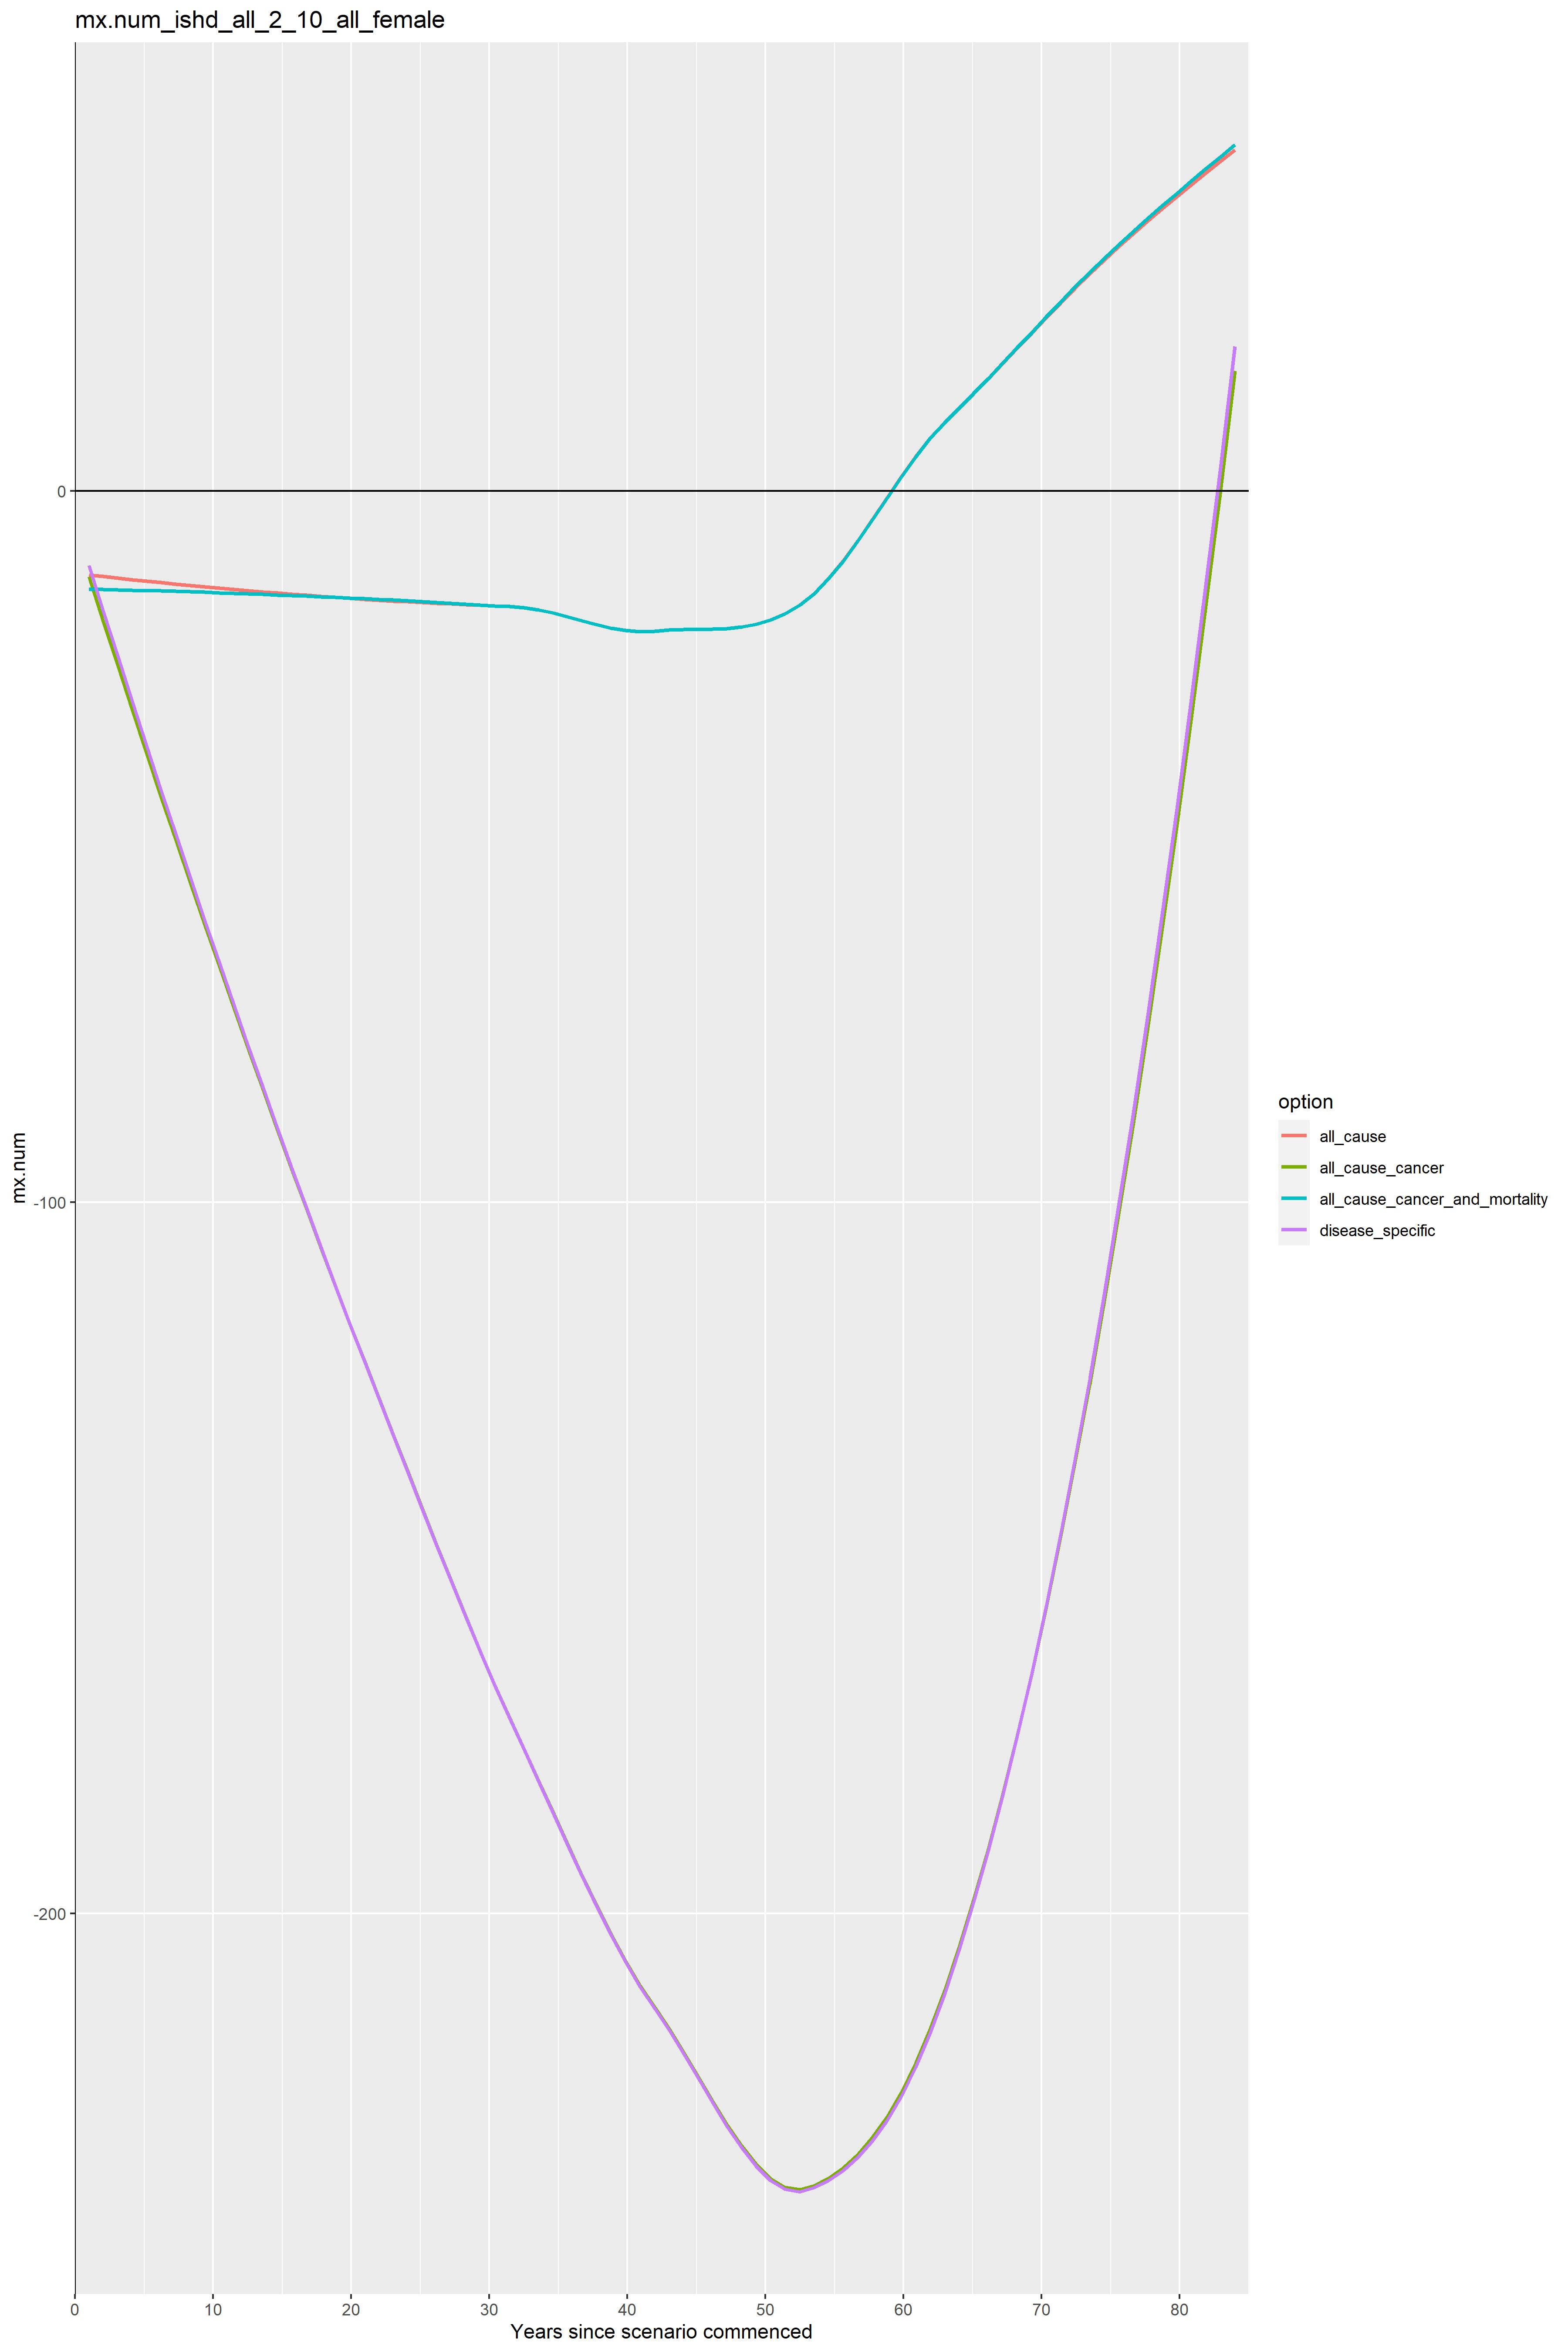 mx.num_ishd_all_2_10_all_female
mx.num
0
-100
-200
0 10 20 30 40 50 60 70 80
Years since scenario commenced
option
all_cause
all_cause_cancer
all_cause_cancer_and_mortality
disease_specific